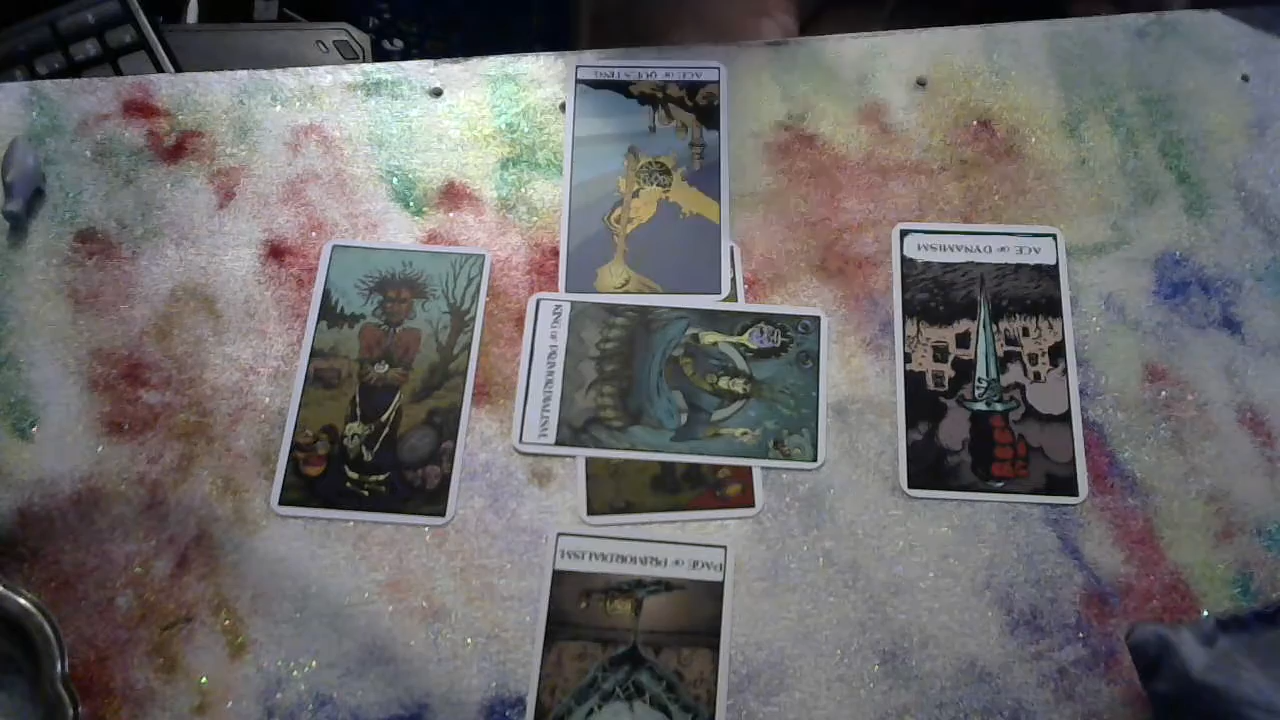 ACE OF QUESTING
ACE OF DYNAMISM
KING OF PRIMORDIALISM
PAGE OF PRIMORDIALISM